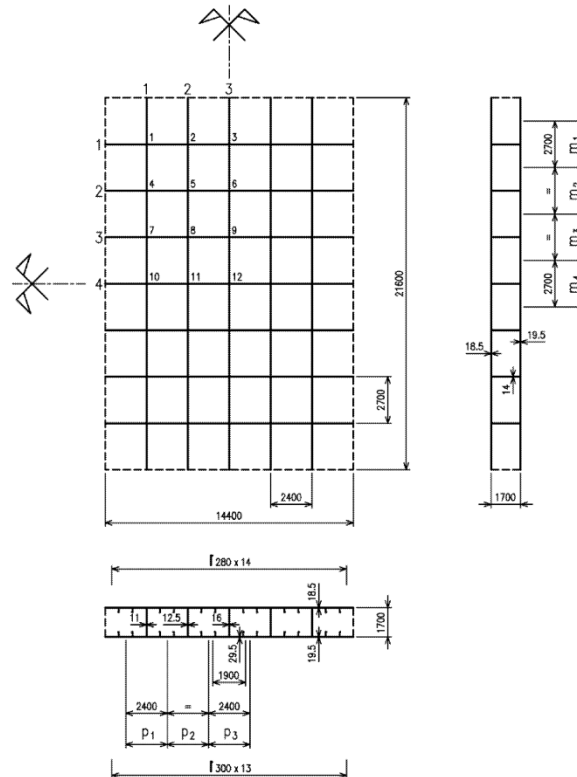 1 2 3
1 1 2 3
2 4 5 6
3 7 8 9
4 10 11 12
21600
2700
2400
14400
2700 m1
= m2
= m3
2700 m4
18.5 19.5
14
1700
Γ 280 x 14
11 12.5 16 18.5
29.5 19.5 1700
1900
2400 = 2400
p1 p2 p3
Γ 300 x 13